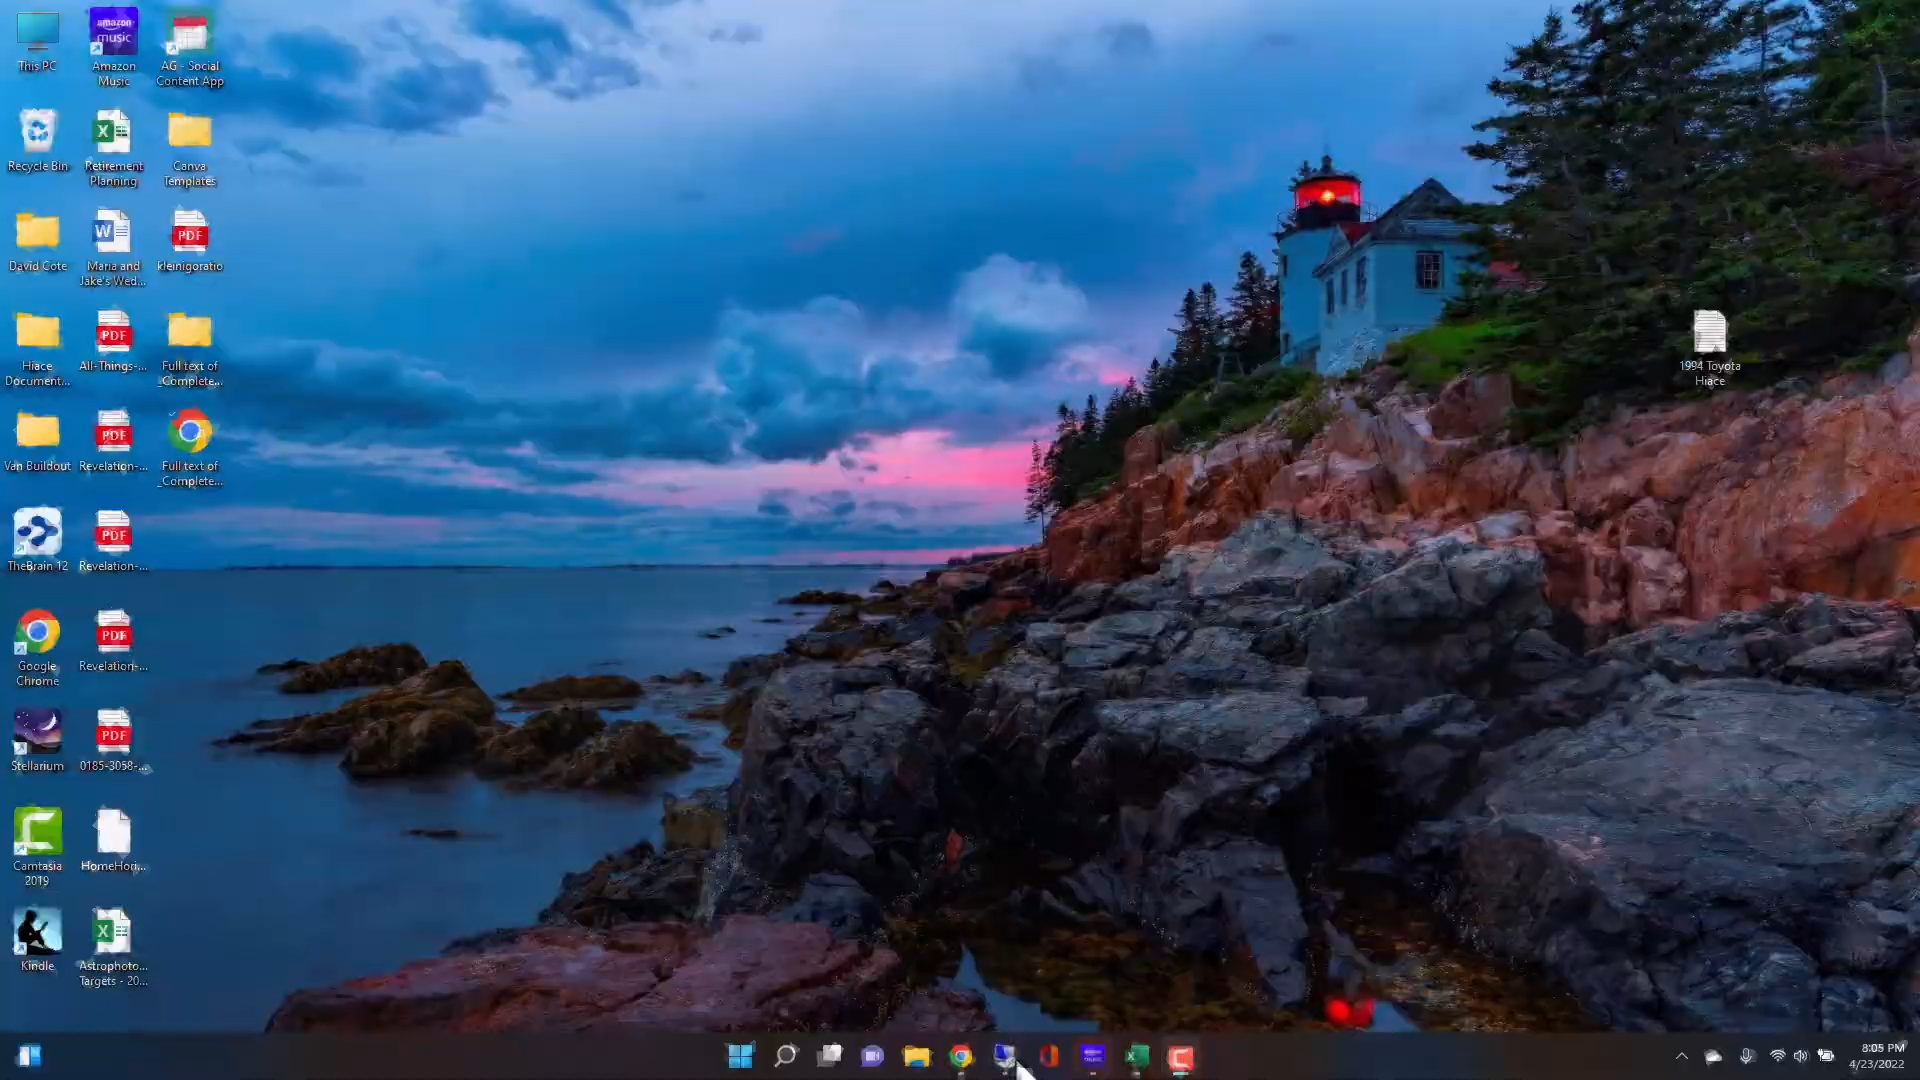 This PC
amazon
music
Amazon
Music
AG - Social
Content App
Recycle Bin
Retirement
Planning
Canva
Templates
David Cote
Maria and
Jake's Wed...
PDF
kleinigoratio
Hiace
Document...
PDF
All-Things-...
Full text of
_Complete...
Van Buildout
PDF
Revelation-...
Full text of
_Complete...
TheBrain 12
PDF
Revelation-...
Google
Chrome
PDF
Revelation-...
Stellarium
PDF
0185-3058-...
Camtasia
2019
HomeHori...
Kindle
Astrophoto...
Targets - 20...
1994 Toyota
Hiace
8:05 PM
4/23/2022